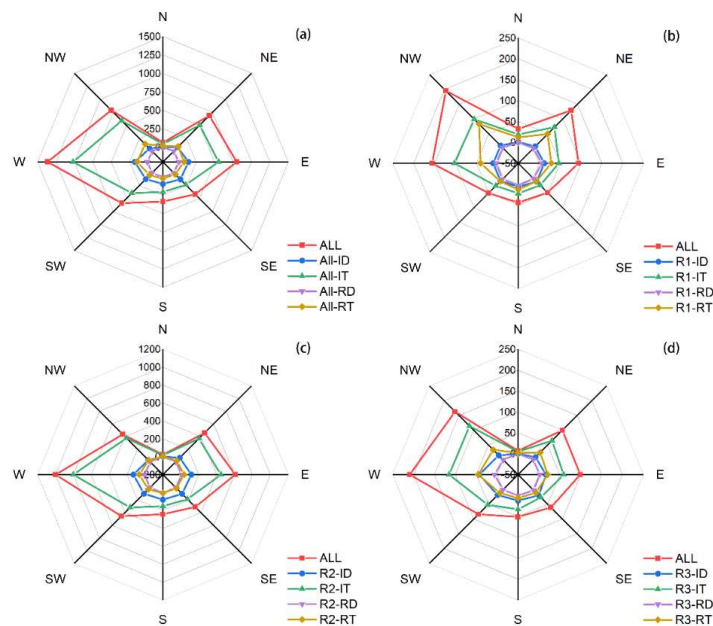 N
(a)
1500
NW
NE
1250
1000
750
500
250
W
E
SW
SE
S
ALL
All-ID
All-IT
All-RD
All-RT
N
(b)
250
NW
NE
200
150
100
50
0
-50
W
E
SW
SE
S
ALL
R1-ID
R1-IT
R1-RD
R1-RT
N
(c)
1200
NW
NE
1000
800
600
400
200
W
E
SW
SE
S
ALL
R2-ID
R2-IT
R2-RD
R2-RT
N
(d)
250
NW
NE
200
150
100
50
W
E
SW
SE
S
ALL
R3-ID
R3-IT
R3-RD
R3-RT